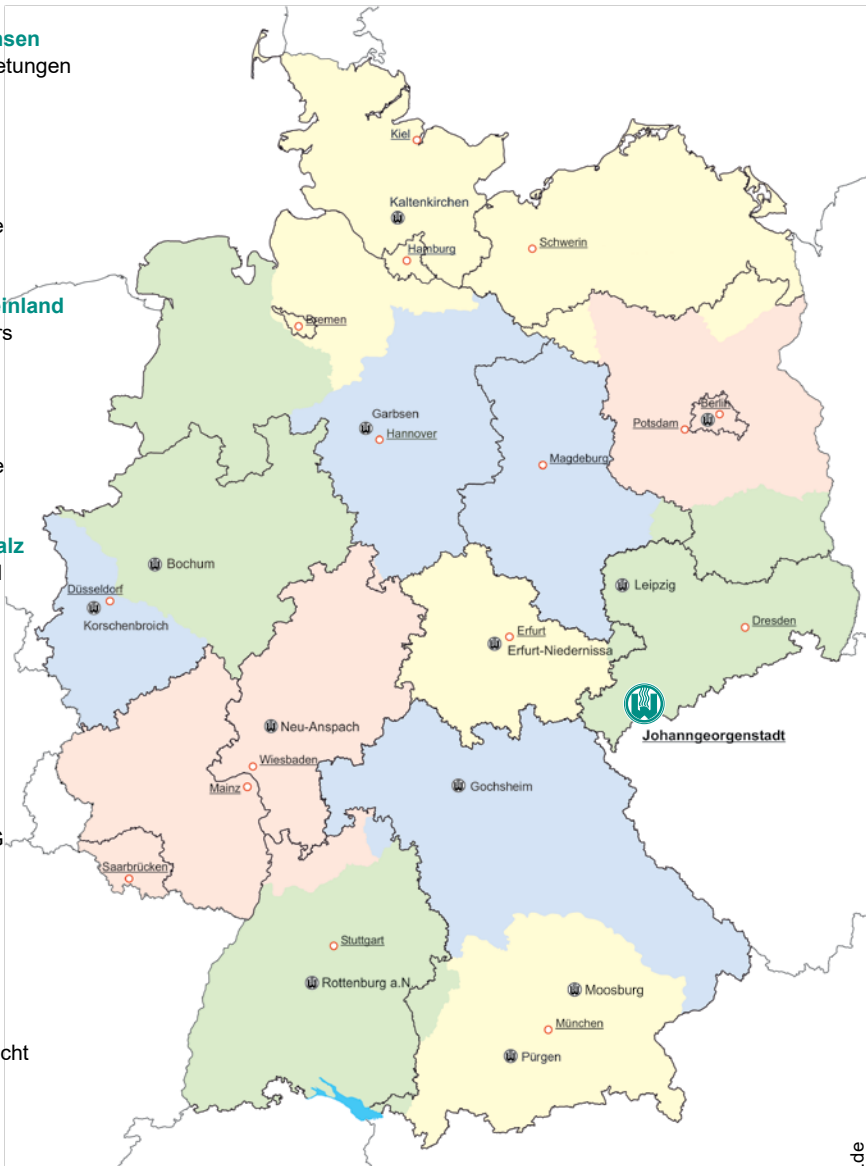 nsen
etungen
Kiel
Kaltenkirchen
e
Hamburg
Schwerin
inland
rs
Bremen
Garbsen
Hannover
Berlin
Potsdam
Magdeburg
e
alz
Bochum
Düsseldorf
Korschenbroich
Leipzig
Dresden
Erfurt
Erfurt-Niedernissa
Neu-Anspach
Johanngeorgenstadt
Wiesbaden
Mainz
Gochsheim
Saarbrücken
Stuttgart
Rottenburg a.N
Moosburg
München
Pürgen
cht
.de